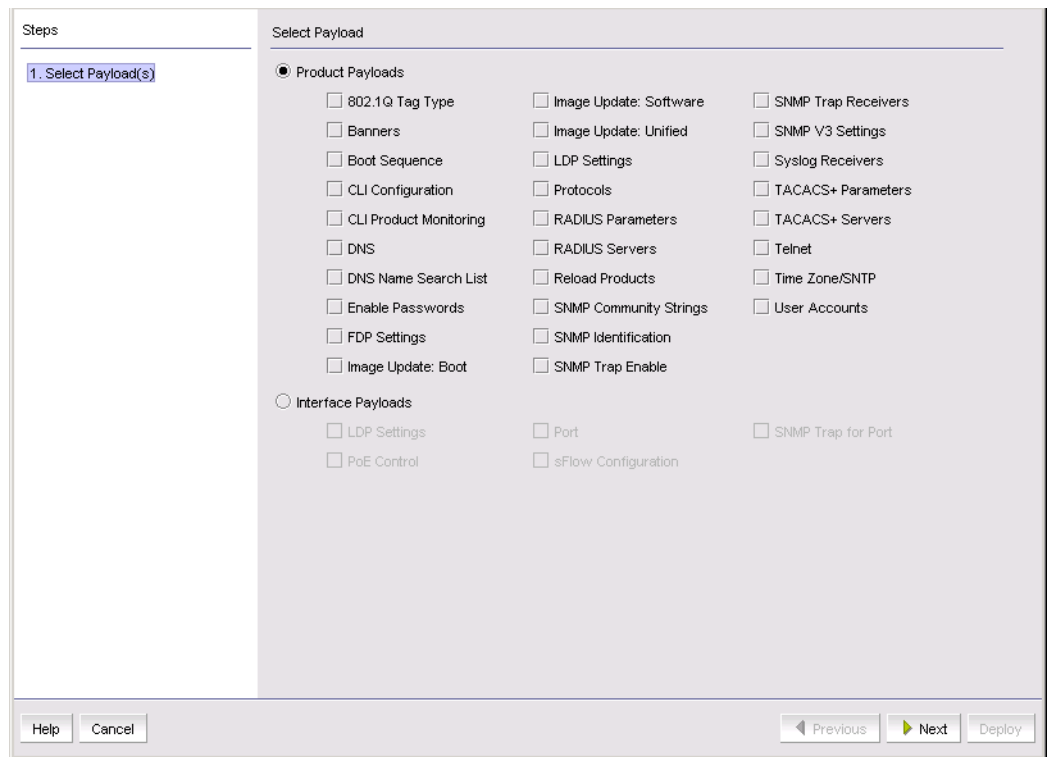 Steps
Select Payload
1. Select Payload(s)
Product Payloads
802.1Q Tag Type
Image Update: Software
SNMP Trap Receivers
Banners
Image Update: Unified
SNMP V3 Settings
Boot Sequence
LDP Settings
Syslog Receivers
CLI Configuration
Protocols
TACACS+ Parameters
CLI Product Monitoring
RADIUS Parameters
TACACS+ Servers
DNS
RADIUS Servers
Telnet
DNS Name Search List
Reload Products
Time Zone/SNTP
Enable Passwords
SNMP Community Strings
User Accounts
FDP Settings
SNMP Identification
Image Update: Boot
SNMP Trap Enable
Interface Payloads
LDP Settings
Port
SNMP Trap for Port
PoE Control
sFlow Configuration
Help
Cancel
Previous
Next
Deploy